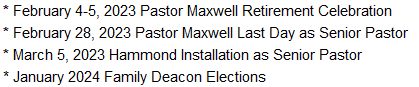 * February 4-5, 2023 Pastor Maxwell Retirement Celebration
* February 28, 2023 Pastor Maxwell Last Day as Senior Pastor
* March 5, 2023 Hammond Installation as Senior Pastor
* January 2024 Family Deacon Elections